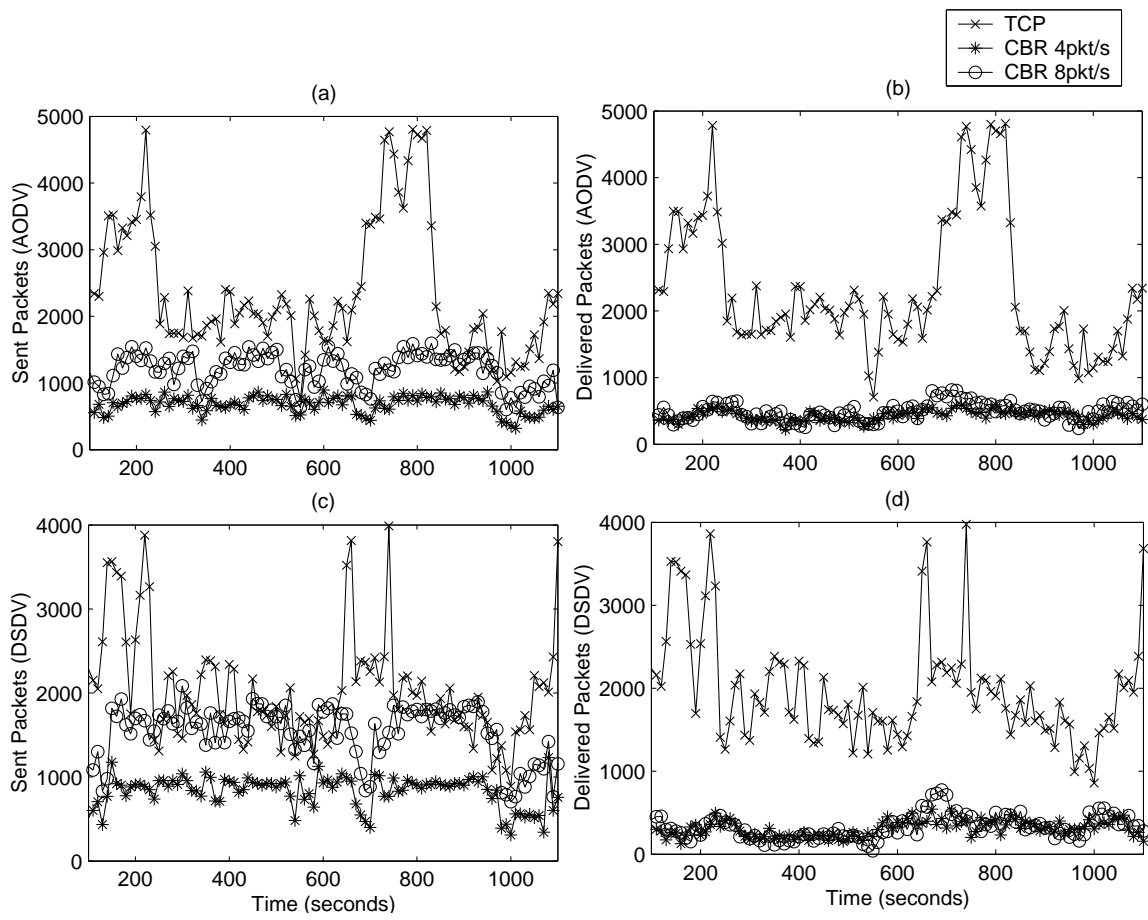 TCP
CBR 4pkt/s
CBR 8pkt/s
(a)
5000
4000
3000
2000
1000
0
Sent Packets (AODV)
200 400 600 800 1000
(b)
5000
4000
3000
2000
1000
0
Delivered Packets (AODV)
200 400 600 800 1000
(c)
4000
3000
2000
1000
0
Sent Packets (DSDV)
200 400 600 800 1000
Time (seconds)
(d)
4000
3000
2000
1000
0
Delivered Packets (DSDV)
200 400 600 800 1000
Time (seconds)